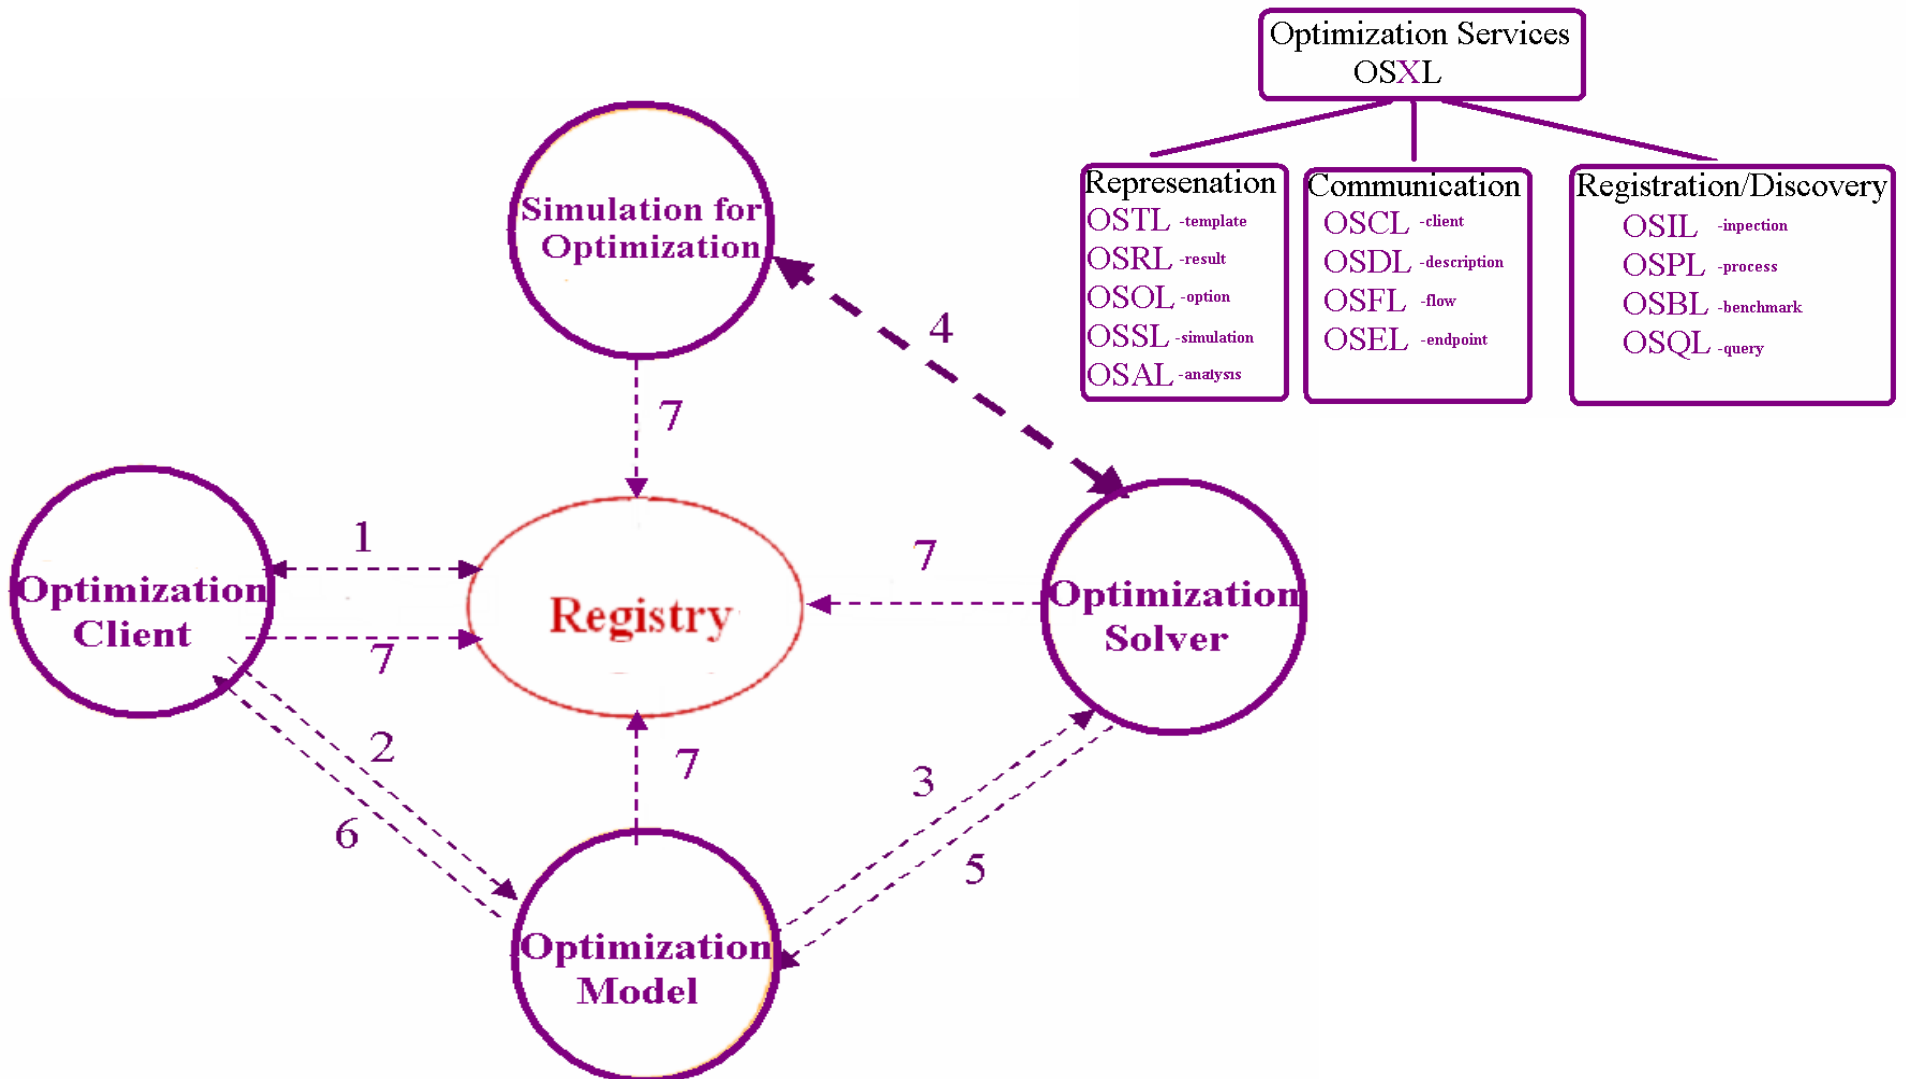 Optimization Services
OSXL
Represenation
OSTL -template
OSRL -result
OSOL -option
OSSL -simulation
OSAL -analysis
Communication
OSCL -client
OSDL -description
OSFL -flow
OSEL -endpoint
Registration/Discovery
OSIL -inpection
OSPL -process
OSBL -benchmark
OSQL -query
Simulation for
Optimization
4
7
1
7
Optimization
Client
Registry
7
Optimization
Solver
2
7
3
6
5
Optimization
Model